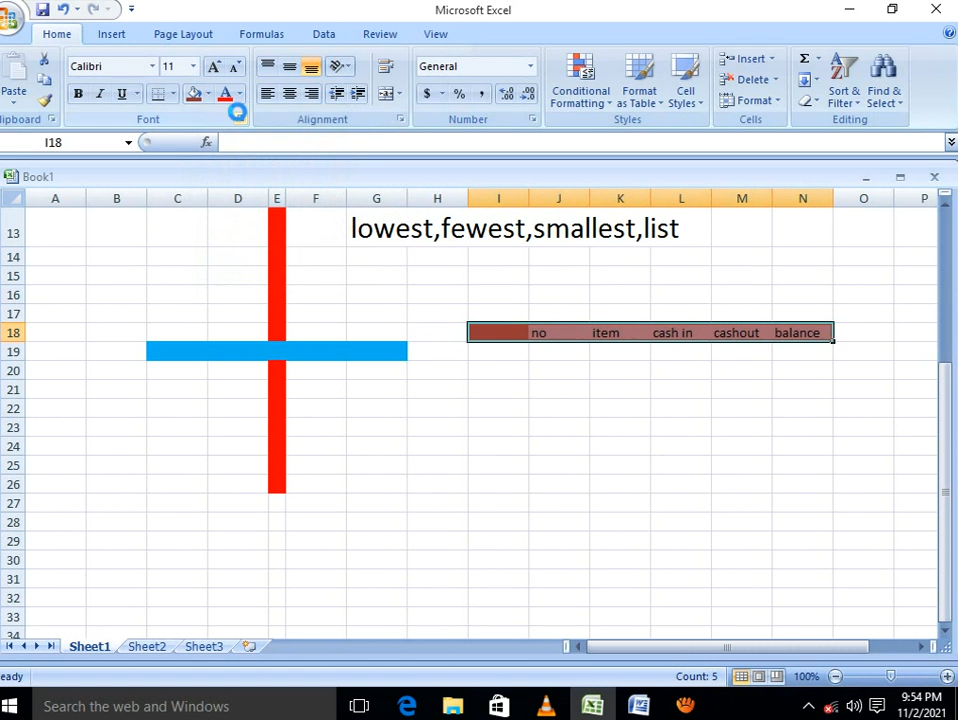 Microsoft Excel
Home Insert Page Layout Formulas Data Review View
Calibri 11 General
Paste
B I U A $ % , Conditional Formatting Format as Table Cell Styles Insert Delete Format Σ Sort & Filter Find & Select
lipboard Font Alignment Number Styles Cells Editing
I18 fx
Book1
A B C D E F G H I J K L M N O P
13 lowest,fewest,smallest,list
14
15
16
17
18 no item cash in cashout balance
19
20
21
22
23
24
25
26
27
28
29
30
31
32
33
34
Sheet1 Sheet2 Sheet3
eady Count: 5 100%
Search the web and Windows 9:54 PM
11/2/2021